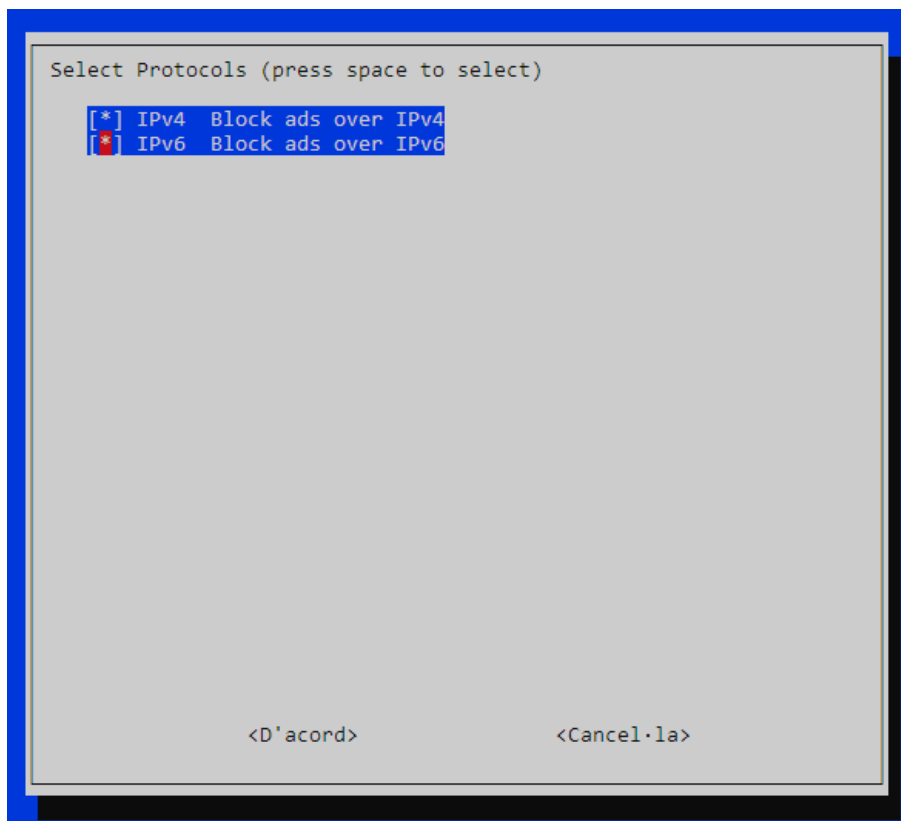 Select Protocols (press space to select)
[*] IPv4  Block ads over IPv4
[*] IPv6  Block ads over IPv6
<D'acord> <Cancel·la>